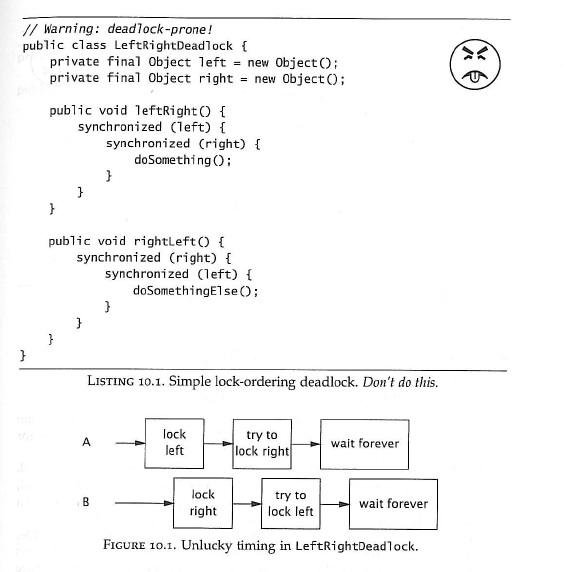 // Warning: deadlock-prone!
public class LeftRightDeadlock {
private final Object left = new Object();
private final Object right = new Object();
public void leftRight() {
synchronized (left) {
synchronized (right) {
doSomething();
}
}
}
public void rightLeft() {
synchronized (right) {
synchronized (left) {
doSomethingElse();
}
}
}
}
LISTING 10.1. Simple lock-ordering deadlock. Don't do this.
A
lock
left
try to
lock right
wait forever
B
lock
right
try to
lock left
wait forever
FIGURE 10.1. Unlucky timing in LeftRightDeadlock.